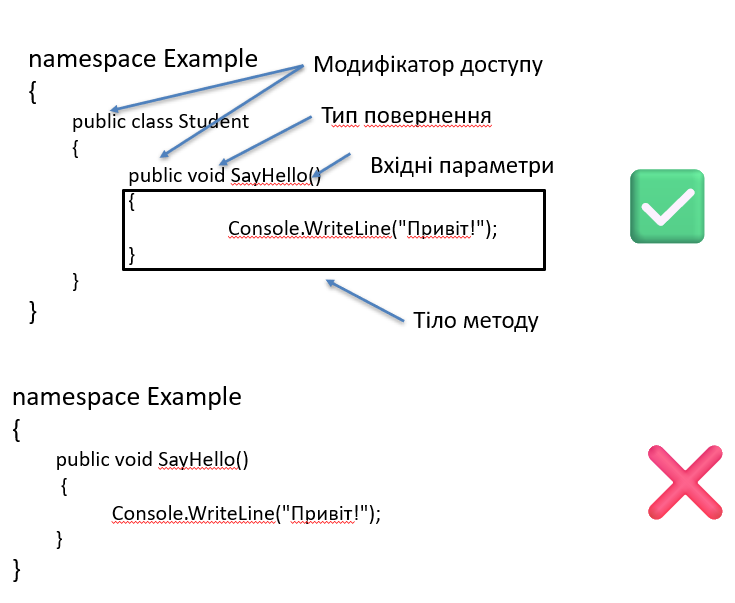 namespace Example
Модифікатор доступу
{
public class Student
Тип повернення
{
public void SayHello()
Вхідні параметри
{
Console.WriteLine("Привіт!");
}
}
}
Тіло методу
namespace Example
{
public void SayHello()
{
Console.WriteLine("Привіт!");
}
}